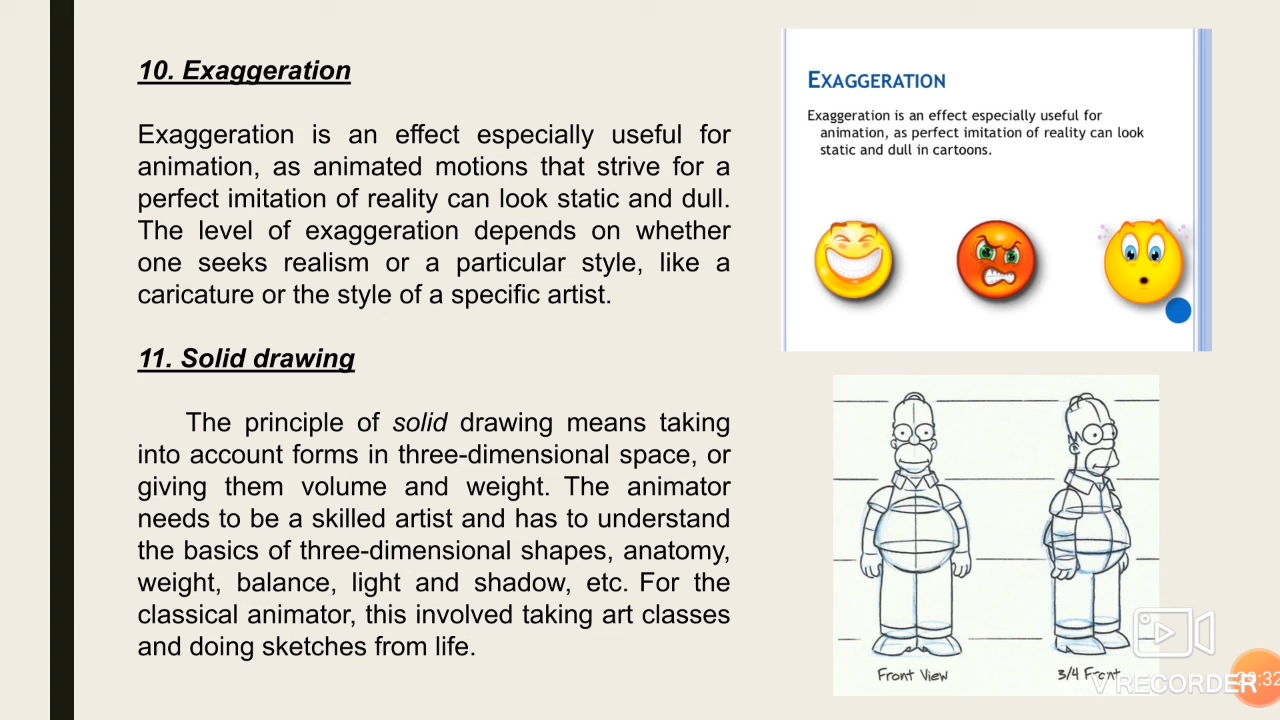 10. Exaggeration
Exaggeration is an effect especially useful for
animation, as animated motions that strive for a
perfect imitation of reality can look static and dull.
The level of exaggeration depends on whether
one seeks realism or a particular style, like a
caricature or the style of a specific artist.
11. Solid drawing
The principle of solid drawing means taking
into account forms in three-dimensional space, or
giving them volume and weight. The animator
needs to be a skilled artist and has to understand
the basics of three-dimensional shapes, anatomy,
weight, balance, light and shadow, etc. For the
classical animator, this involved taking art classes
and doing sketches from life.
EXAGGERATION
Exaggeration is an effect especially useful for
animation, as perfect imitation of reality can look
static and dull in cartoons.
Front View
3/4 Front
V RECORDER